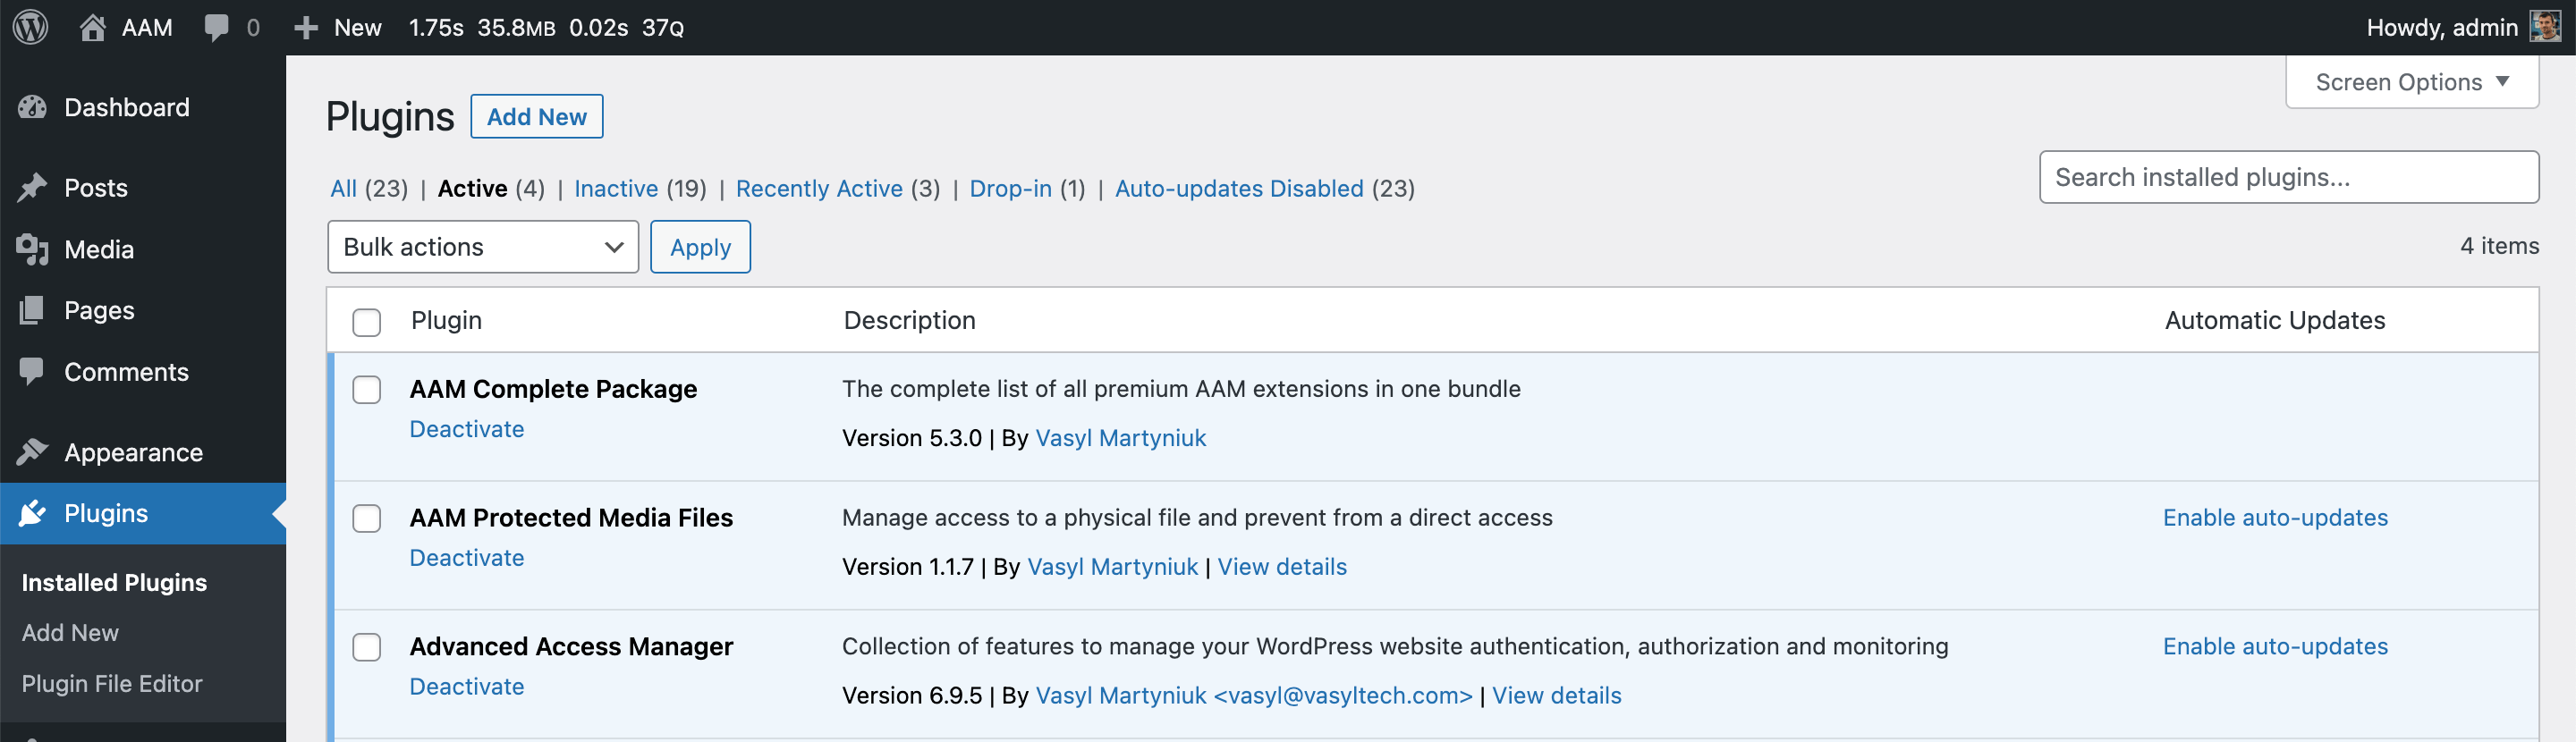 AAM 0 New 1.75s 35.8MB 0.02s 37Q Howdy, admin
Dashboard
Posts
Media
Pages
Comments
Appearance
Plugins
Installed Plugins
Add New
Plugin File Editor
Screen Options
Plugins Add New
All (23) | Active (4) | Inactive (19) | Recently Active (3) | Drop-in (1) | Auto-updates Disabled (23)
Search installed plugins...
Bulk actions Apply
4 items
Plugin Description Automatic Updates
AAM Complete Package
Deactivate
The complete list of all premium AAM extensions in one bundle
Version 5.3.0 | By Vasyl Martyniuk
AAM Protected Media Files
Deactivate
Manage access to a physical file and prevent from a direct access
Version 1.1.7 | By Vasyl Martyniuk | View details
Enable auto-updates
Advanced Access Manager
Deactivate
Collection of features to manage your WordPress website authentication, authorization and monitoring
Version 6.9.5 | By Vasyl Martyniuk <vasyl@vasyltech.com> | View details
Enable auto-updates